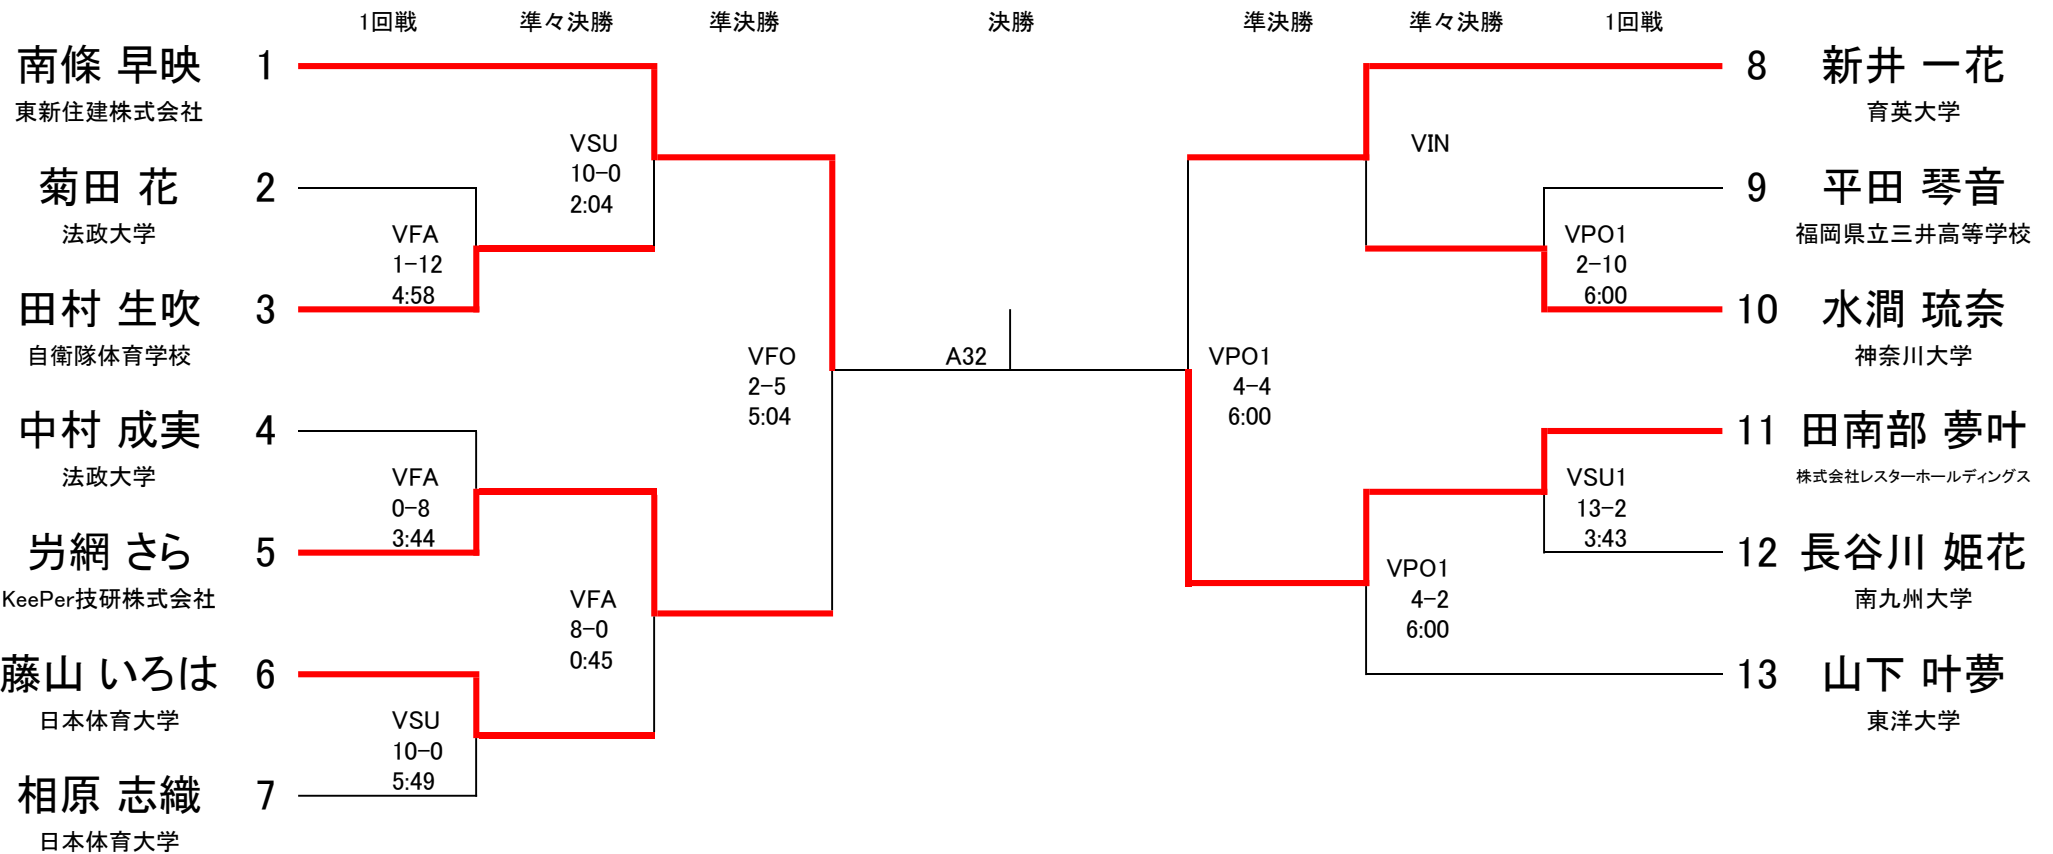 1回戦 準々決勝 準決勝 決勝 準決勝 準々決勝 1回戦
南條 早映 1
東新住建株式会社
菊田 花 2
法政大学
田村 生吹 3
自衛隊体育学校
中村 成実 4
法政大学
屶網 さら 5
KeePer技研株式会社
藤山 いろは 6
日本体育大学
相原 志織 7
日本体育大学
VFA
1-12
4:58
VFA
0-8
3:44
VSU
10-0
5:49
VSU
10-0
2:04
VFA
8-0
0:45
VFO
2-5
5:04
A32
VPO1
4-4
6:00
VIN
VPO1
4-2
6:00
VPO1
2-10
6:00
VSU1
13-2
3:43
8 新井 一花
育英大学
9 平田 琴音
福岡県立三井高等学校
10 水澗 琉奈
神奈川大学
11 田南部 夢叶
株式会社レスターホールディングス
12 長谷川 姫花
南九州大学
13 山下 叶夢
東洋大学